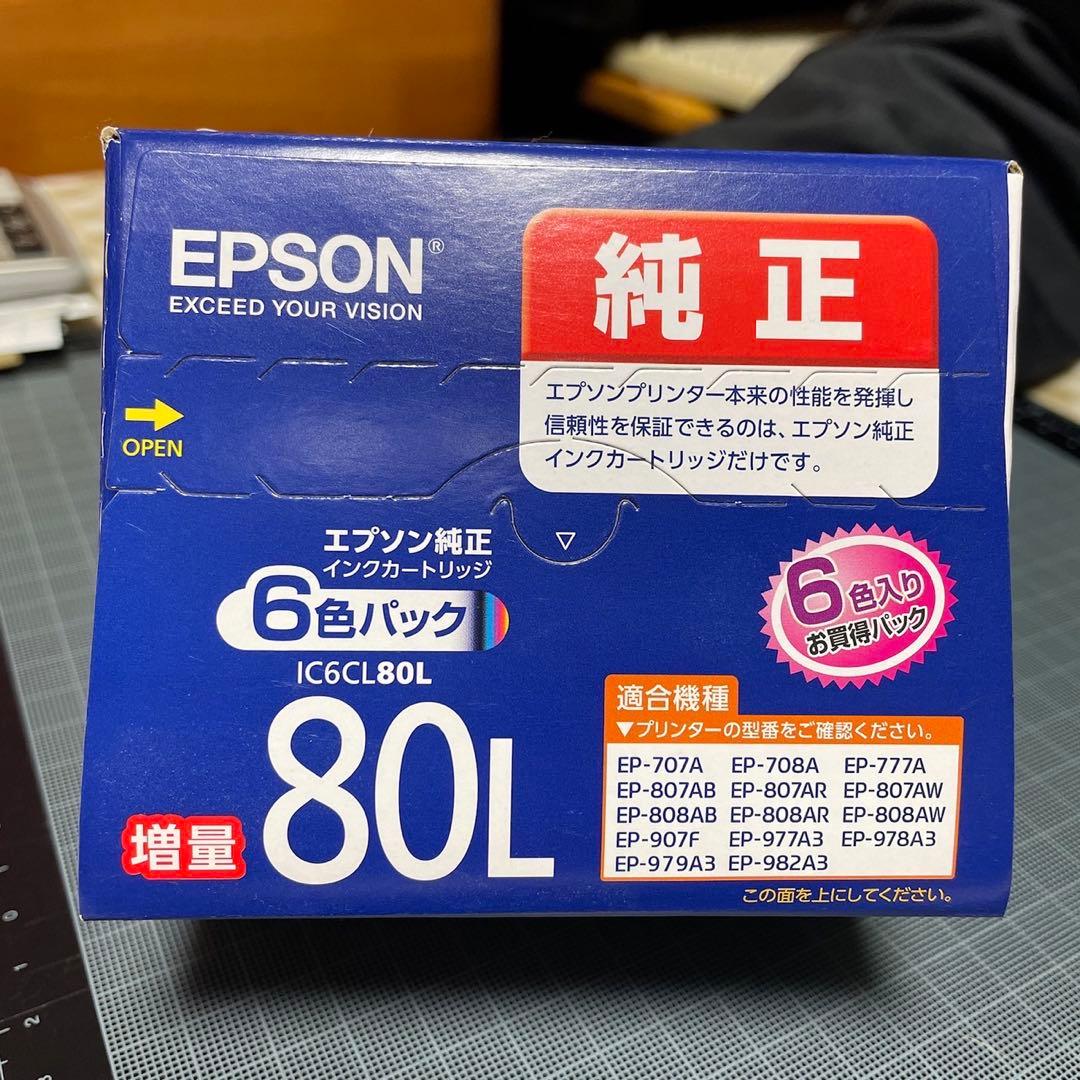 EPSON®
EXCEED YOUR VISION
純正
エプソンプリンター本来の性能を発揮し
信頼性を保証できるのは、エプソン純正
インクカートリッジだけです。
OPEN
エプソン純正
インクカートリッジ
6色パック
IC6CL80L
増量
80L
6色入り
お買得パック
適合機種
▼プリンターの型番をご確認ください。
EP-707A EP-708A EP-777A
EP-807AB EP-807AR EP-807AW
EP-808AB EP-808AR EP-808AW
EP-907F EP-977A3 EP-978A3
EP-979A3 EP-982A3
この面を上にしてください。
0
1
2